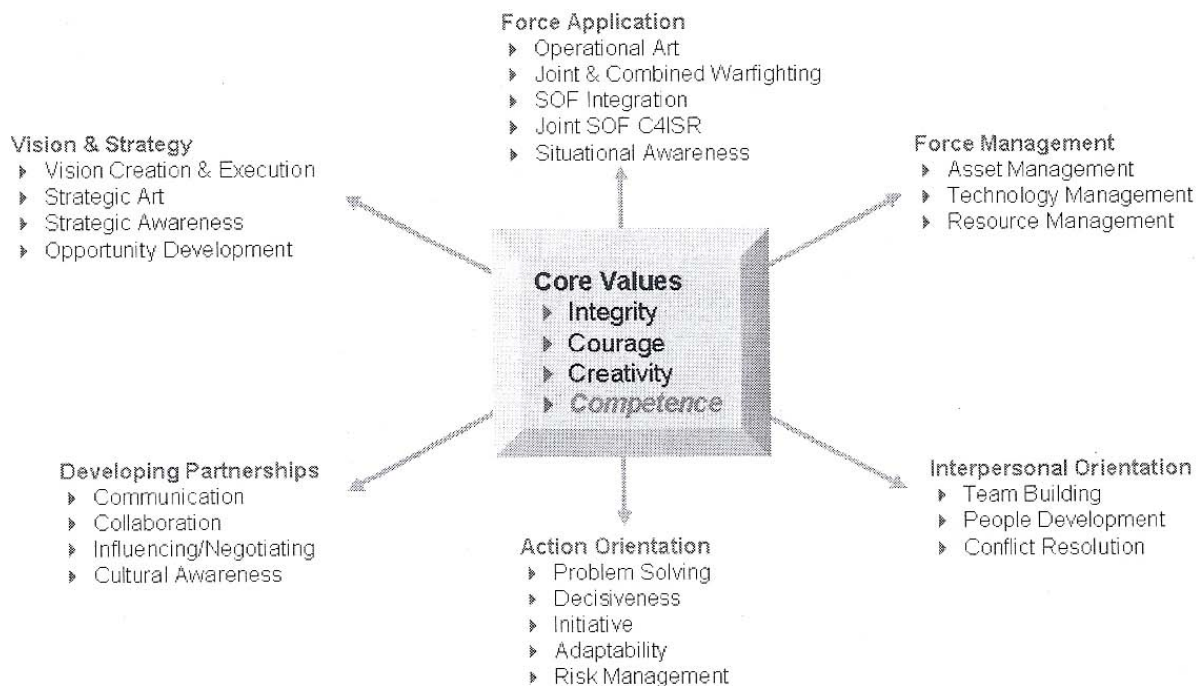 Force Application
Operational Art
Joint & Combined Warfighting
SOF Integration
Joint SOF C4ISR
Situational Awareness
Vision & Strategy
Vision Creation & Execution
Strategic Art
Strategic Awareness
Opportunity Development
Force Management
Asset Management
Technology Management
Resource Management
Core Values
Integrity
Courage
Creativity
Competence
Developing Partnerships
Communication
Collaboration
Influencing/Negotiating
Cultural Awareness
Action Orientation
Problem Solving
Decisiveness
Initiative
Adaptability
Risk Management
Interpersonal Orientation
Team Building
People Development
Conflict Resolution